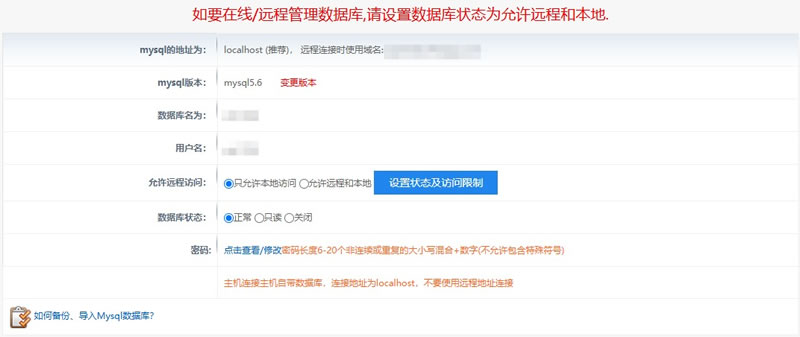 如要在线/远程管理数据库,请设置数据库状态为允许远程和本地.
mysql的地址为: localhost (推荐)， 远程连接时使用域名:
mysql版本: mysql5.6 变更版本
数据库名为:
用户名:
允许远程访问: 只允许本地访问 允许远程和本地 设置状态及访问限制
数据库状态: 正常 只读 关闭
密码: 点击查看/修改密码长度6-20个非连续或重复的大小写混合+数字(不允许包含特殊符号)
主机连接主机自带数据库，连接地址为localhost，不要使用远程地址连接
如何备份、导入Mysql数据库?